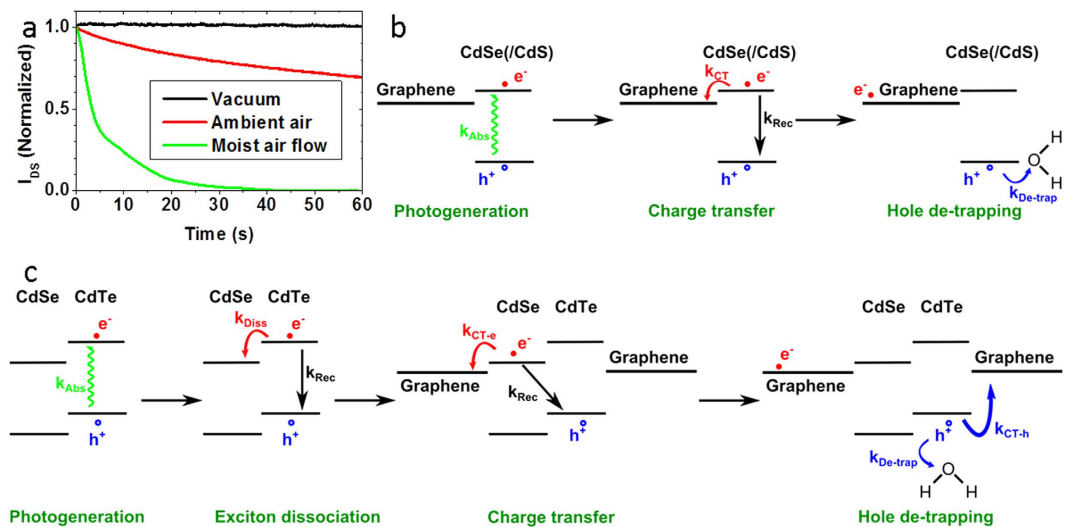 a
I_DS (Normalized)
1.0
0.5
0.0
Vacuum
Ambient air
Moist air flow
0 10 20 30 40 50 60
Time (s)
b
CdSe(/CdS)
e-
Graphene
k_Abs
h+
Photogeneration
CdSe(/CdS)
k_CT
e-
Graphene
k_Rec
h+
Charge transfer
CdSe(/CdS)
e- Graphene
H
O
H
h+
k_De-trap
Hole de-trapping
c
CdSe CdTe
e-
k_Abs
h+
Photogeneration
CdSe CdTe
k_Diss
e-
k_Rec
h+
Exciton dissociation
CdSe CdTe
k_CT-e
e-
Graphene
Graphene
k_Rec
h+
Charge transfer
CdSe CdTe
e-
Graphene
Graphene
h+
k_CT-h
k_De-trap
O
H H
Hole de-trapping